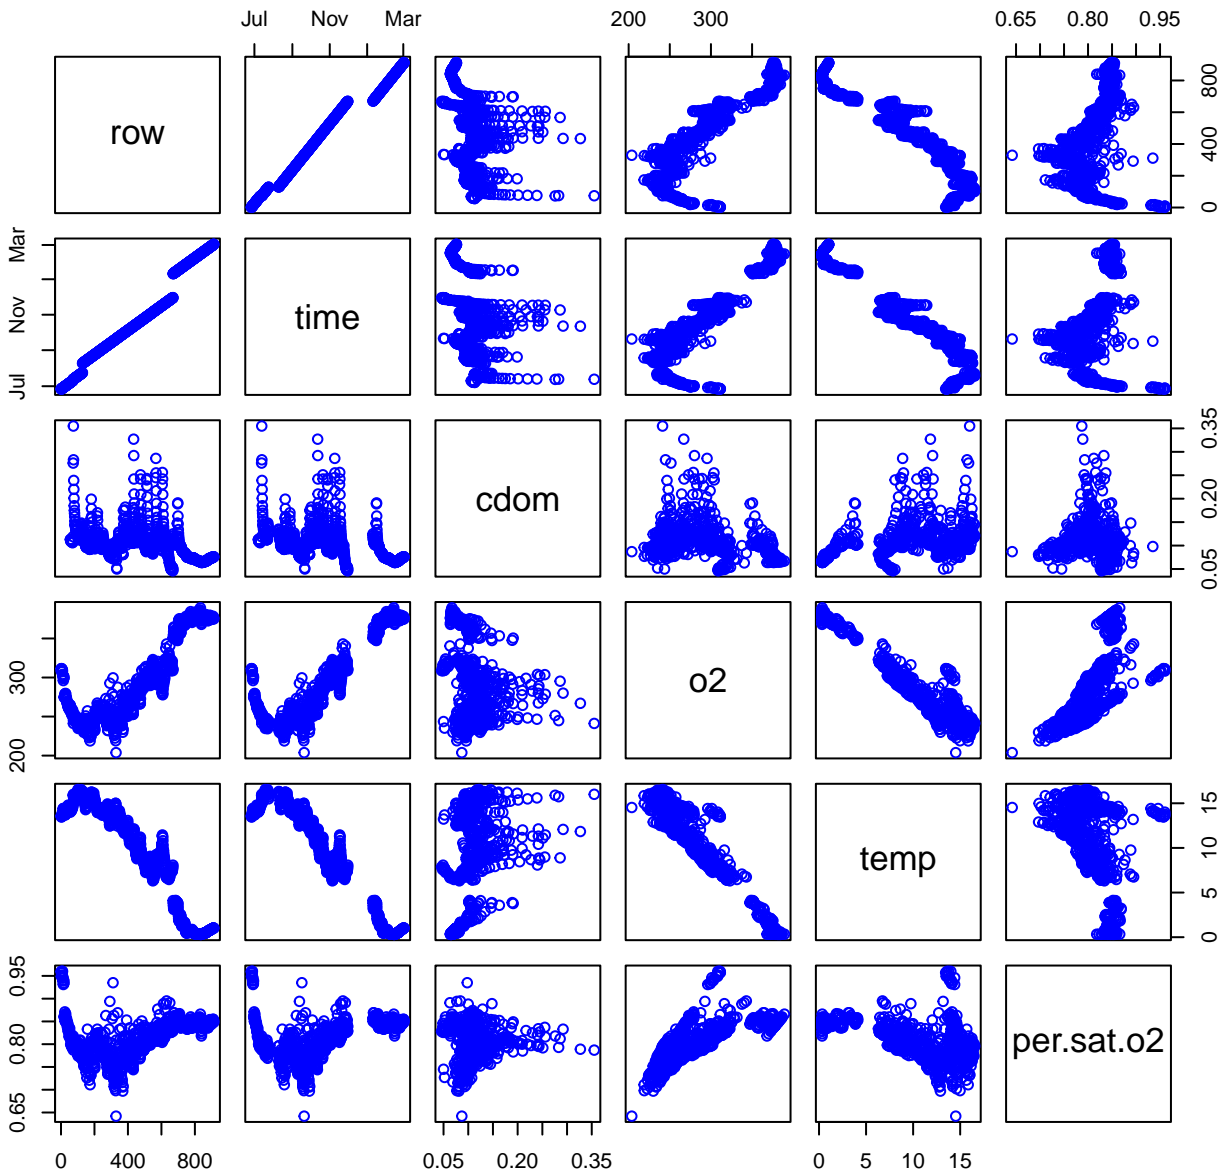 Jul Nov Mar 200 300 0.65 0.80 0.95
row 0 400 800
Jul Nov Mar time
cdom 0.05 0.20 0.35
200 300 o2
temp 0 5 10 15
0.65 0.80 0.95 per.sat.o2
0 400 800 0.05 0.20 0.35 0 5 10 15